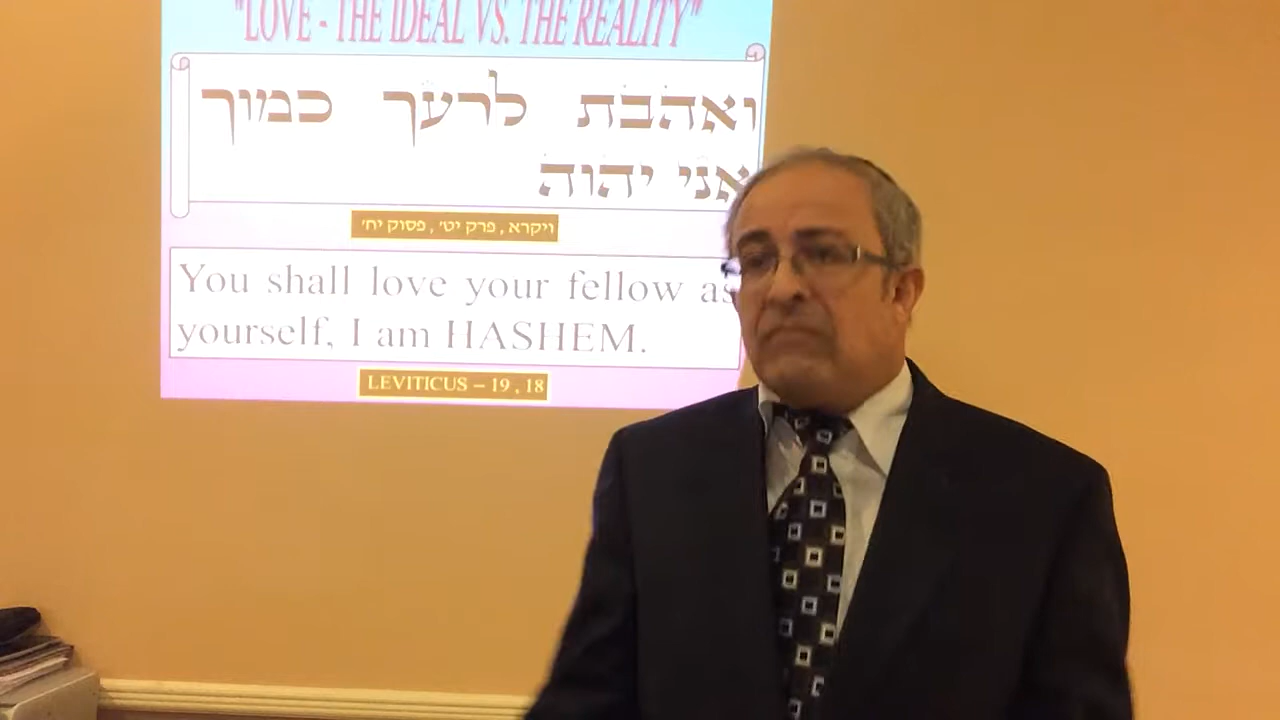 "LOVE - THE IDEAL VS. THE REALITY"
ואהבת לרעך כמוך
אני יהוה
ויקרא , פרק יט' , פסוק יח'
You shall love your fellow as
yourself, I am HASHEM.
LEVITICUS – 19 , 18